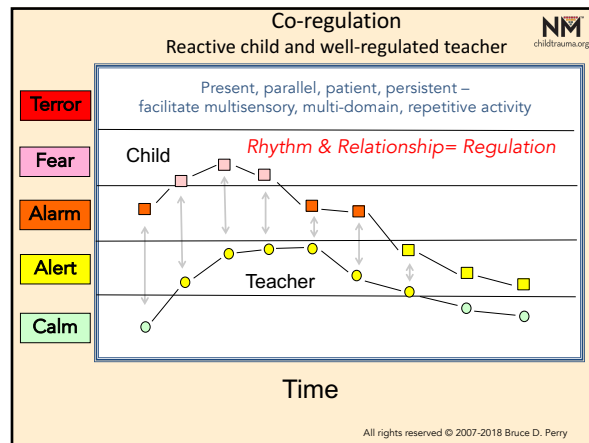 Co-regulation
Reactive child and well-regulated teacher
NM
childtrauma.org
Present, parallel, patient, persistent –
facilitate multisensory, multi-domain, repetitive activity
Rhythm & Relationship= Regulation
Terror
Fear
Alarm
Alert
Calm
Child
Teacher
Time
All rights reserved © 2007-2018 Bruce D. Perry